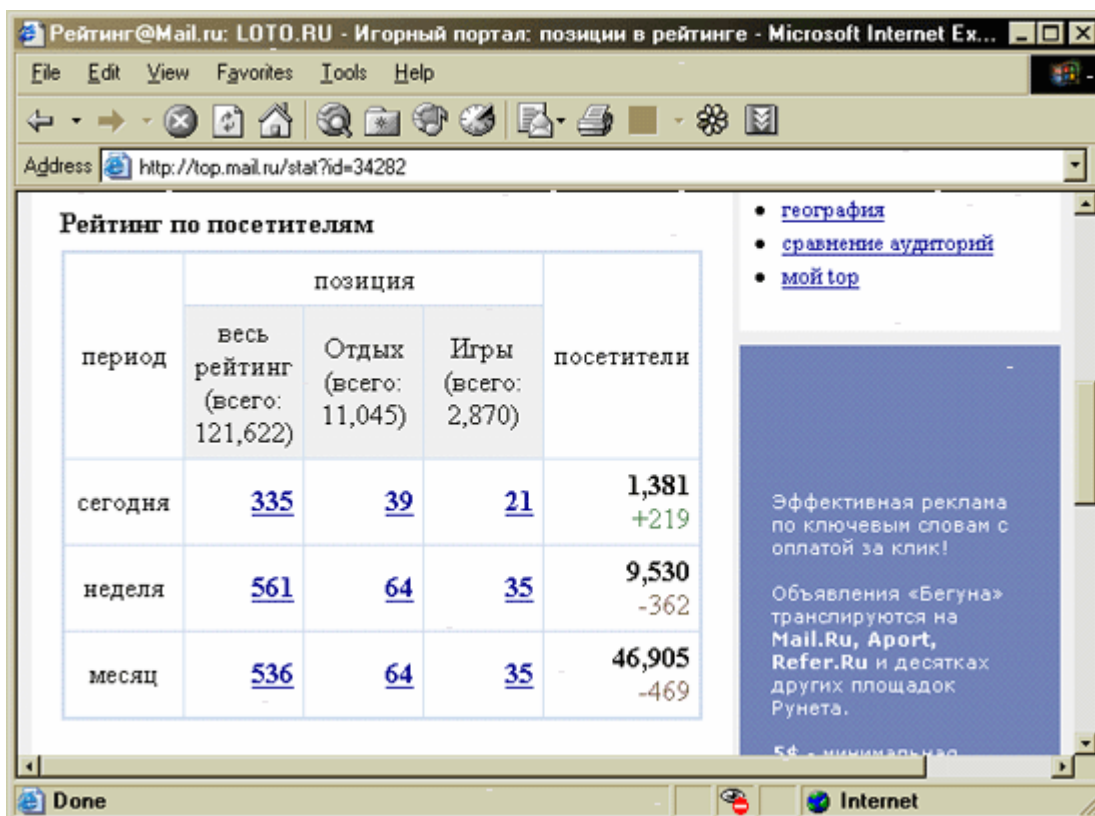 Рейтинг@Mail.ru: LOTO.RU - Игорный портал: позиции в рейтинге - Microsoft Internet Ex...
File Edit View Favorites Tools Help
Address http://top.mail.ru/stat?id=34282
Рейтинг по посетителям
период
позиция
посетители
весь
рейтинг
(всего:
121,622)
Отдых
(всего:
11,045)
Игры
(всего:
2,870)
сегодня 335 39 21 1,381
+219
неделя 561 64 35 9,530
-362
месяц 536 64 35 46,905
-469
география
сравнение аудиторий
мой top
Эффективная реклама
по ключевым словам с
оплатой за клик!
Объявления «Бегуна»
транслируются на
Mail.Ru, Aport,
Refer.Ru и десятках
других площадок
Рунета.
5$ - минимальная
Done
Internet